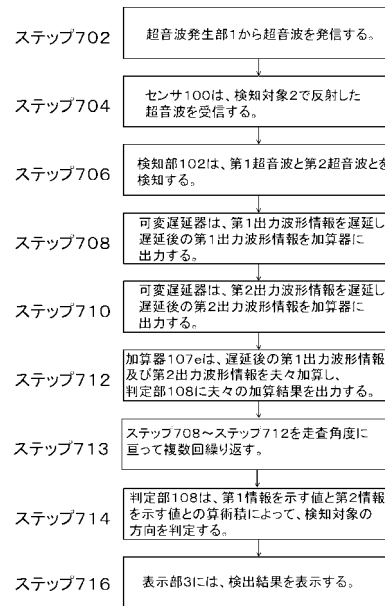 ステップ702
超音波発生部1から超音波を発信する。
ステップ704
センサ100は、検知対象2で反射した
超音波を受信する。
ステップ706
検知部102は、第1超音波と第2超音波とを
検知する。
ステップ708
可変遅延器は、第1出力波形情報を遅延し
遅延後の第1出力波形情報を加算器に
出力する。
ステップ710
可変遅延器は、第2出力波形情報を遅延し
遅延後の第2出力波形情報を加算器に
出力する。
ステップ712
加算器107eは、遅延後の第1出力波形情報
及び第2出力波形情報を夫々加算し、
判定部108に夫々の加算結果を出力する。
ステップ713
ステップ708～ステップ712を走査角度に
亘って複数回繰り返す。
ステップ714
判定部108は、第1情報を示す値と第2情報
を示す値との算術積によって、検知対象の
方向を判定する。
ステップ716
表示部3には、検出結果を表示する。